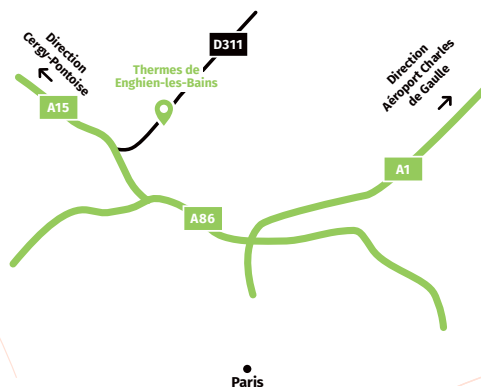 D311
Direction
Cergy-Pontoise
Thermes de
Enghien-les-Bains
Direction
Aéroport Charles
de Gaulle
A15
A1
A86
Paris